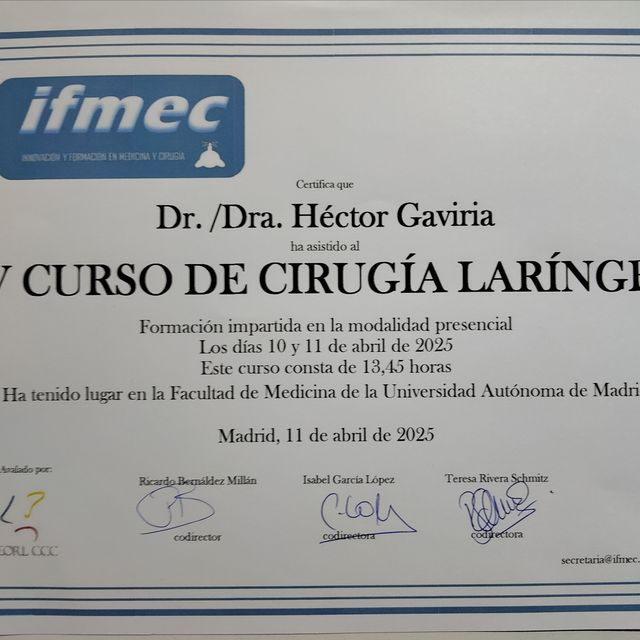 ifmec
INNOVACIÓN Y FORMACIÓN EN MEDICINA Y CIRUGÍA
Certifica que
Dr. /Dra. Héctor Gaviria
ha asistido al
V CURSO DE CIRUGÍA LARÍNGE
Formación impartida en la modalidad presencial
Los días 10 y 11 de abril de 2025
Este curso consta de 13,45 horas
Ha tenido lugar en la Facultad de Medicina de la Universidad Autónoma de Madri
Madrid, 11 de abril de 2025
Avalado por:
Ricardo Bernáldez Millán
Isabel García López
Teresa Rivera Schmitz
codirector
codirectora
codirectora
EORL CCC
secretaria@ifmec.